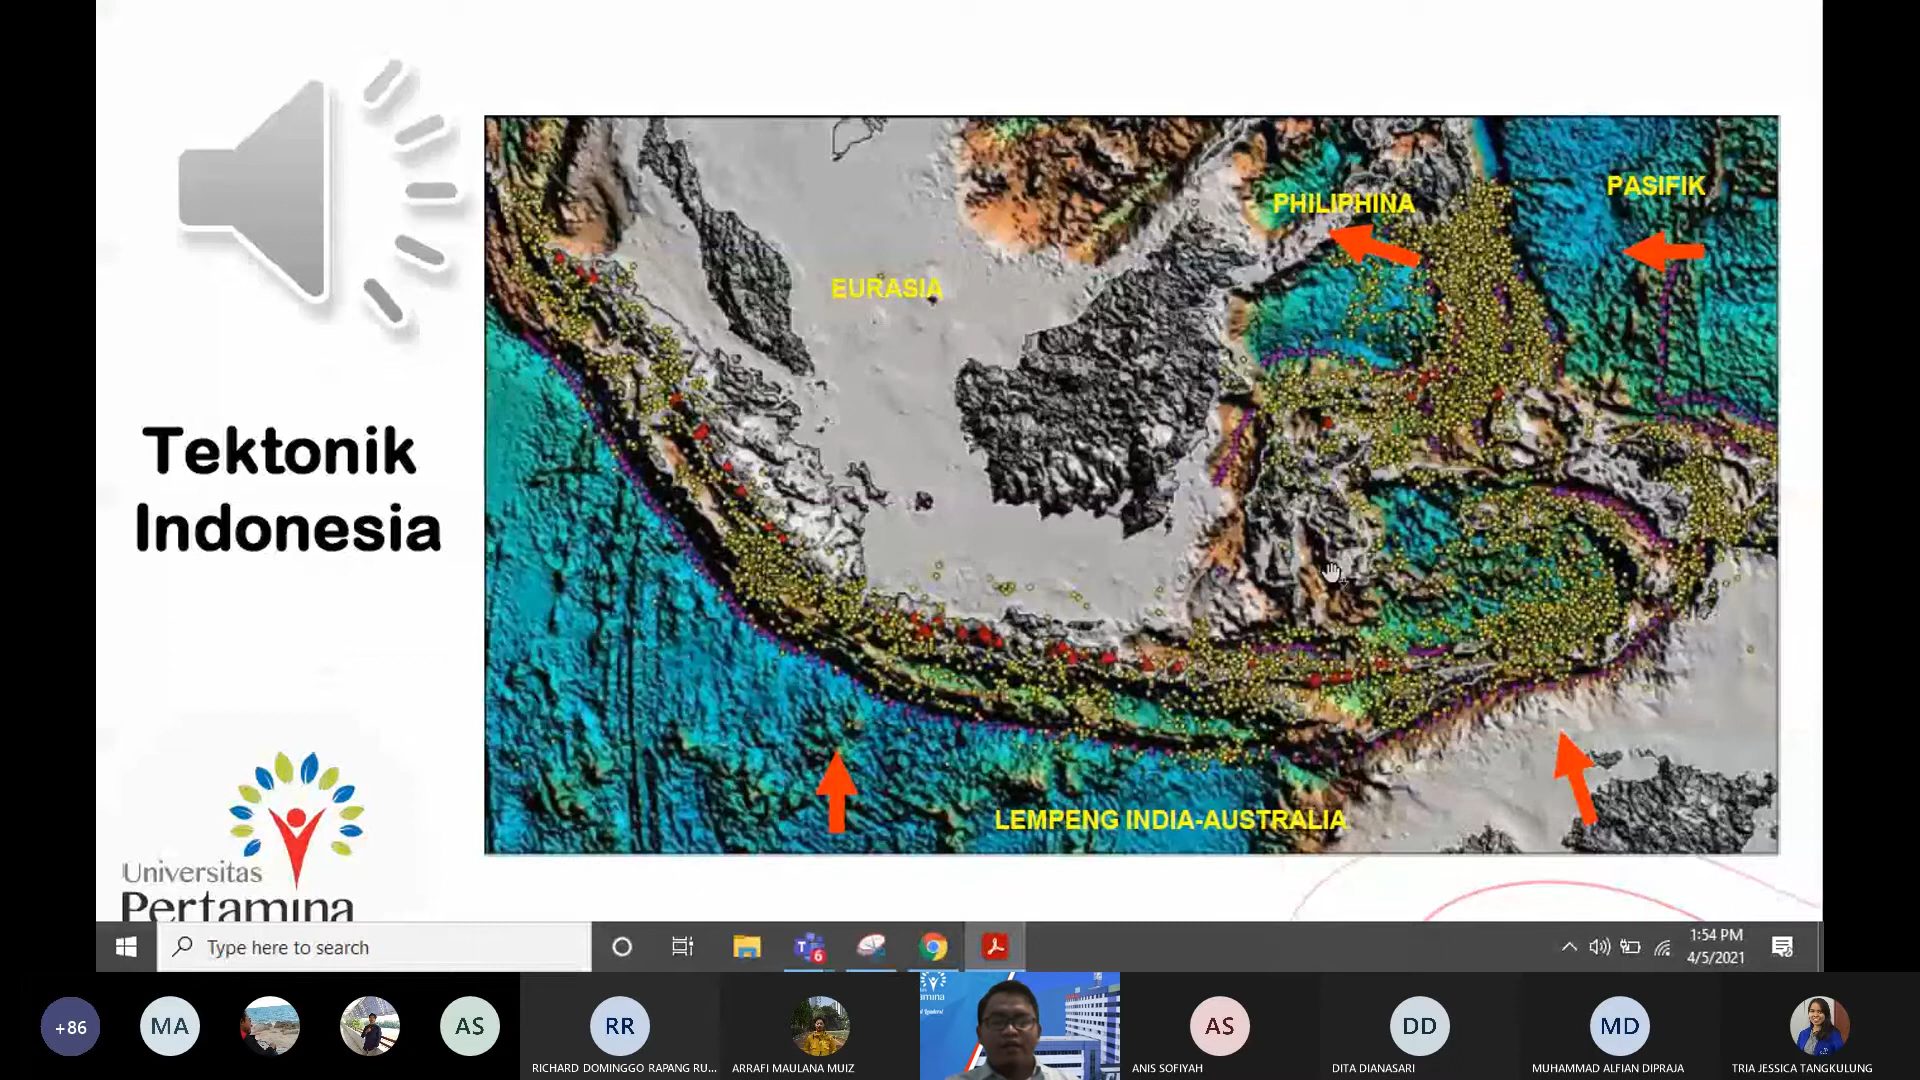 PHILIPHINA
PASIFIK
EURASIA
Tektonik
Indonesia
LEMPENG INDIA-AUSTRALIA
Universitas
Pertamina
Type here to search
6
1:54 PM
4/5/2021
+86
MA
AS
RR
RICHARD DOMINGGO RAPANG RU...
ARRAFI MAULANA MUIZ
AS
ANIS SOFIYAH
DD
DITA DIANASARI
MD
MUHAMMAD ALFIAN DIPRAJA
TRIA JESSICA TANGKULUNG